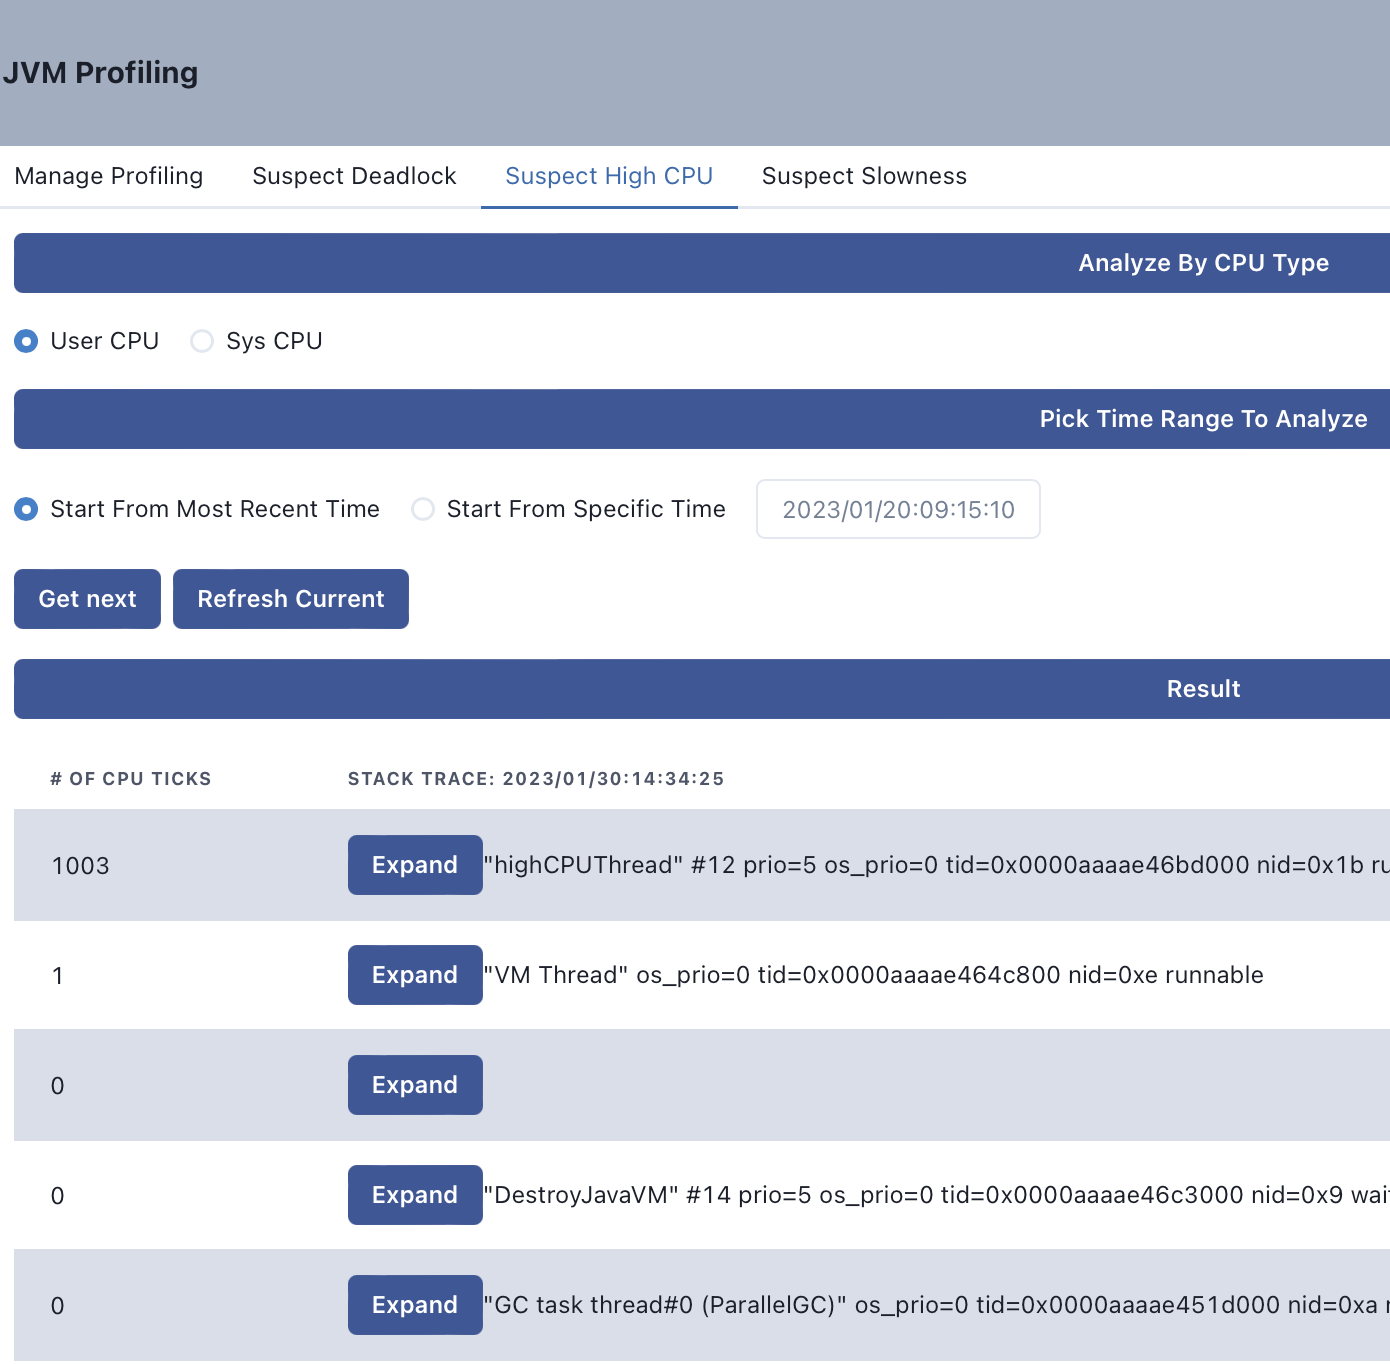 JVM Profiling
Manage Profiling Suspect Deadlock Suspect High CPU Suspect Slowness
Analyze By CPU Type
User CPU Sys CPU
Pick Time Range To Analyze
Start From Most Recent Time Start From Specific Time 2023/01/20:09:15:10
Get next Refresh Current
Result
# OF CPU TICKS STACK TRACE: 2023/01/30:14:34:25
1003 Expand "highCPUThread" #12 prio=5 os_prio=0 tid=0x0000aaaae46bd000 nid=0x1b ru
1 Expand "VM Thread" os_prio=0 tid=0x0000aaaae464c800 nid=0xe runnable
0 Expand
0 Expand "DestroyJavaVM" #14 prio=5 os_prio=0 tid=0x0000aaaae46c3000 nid=0x9 wai
0 Expand "GC task thread#0 (ParallelGC)" os_prio=0 tid=0x0000aaaae451d000 nid=0xa